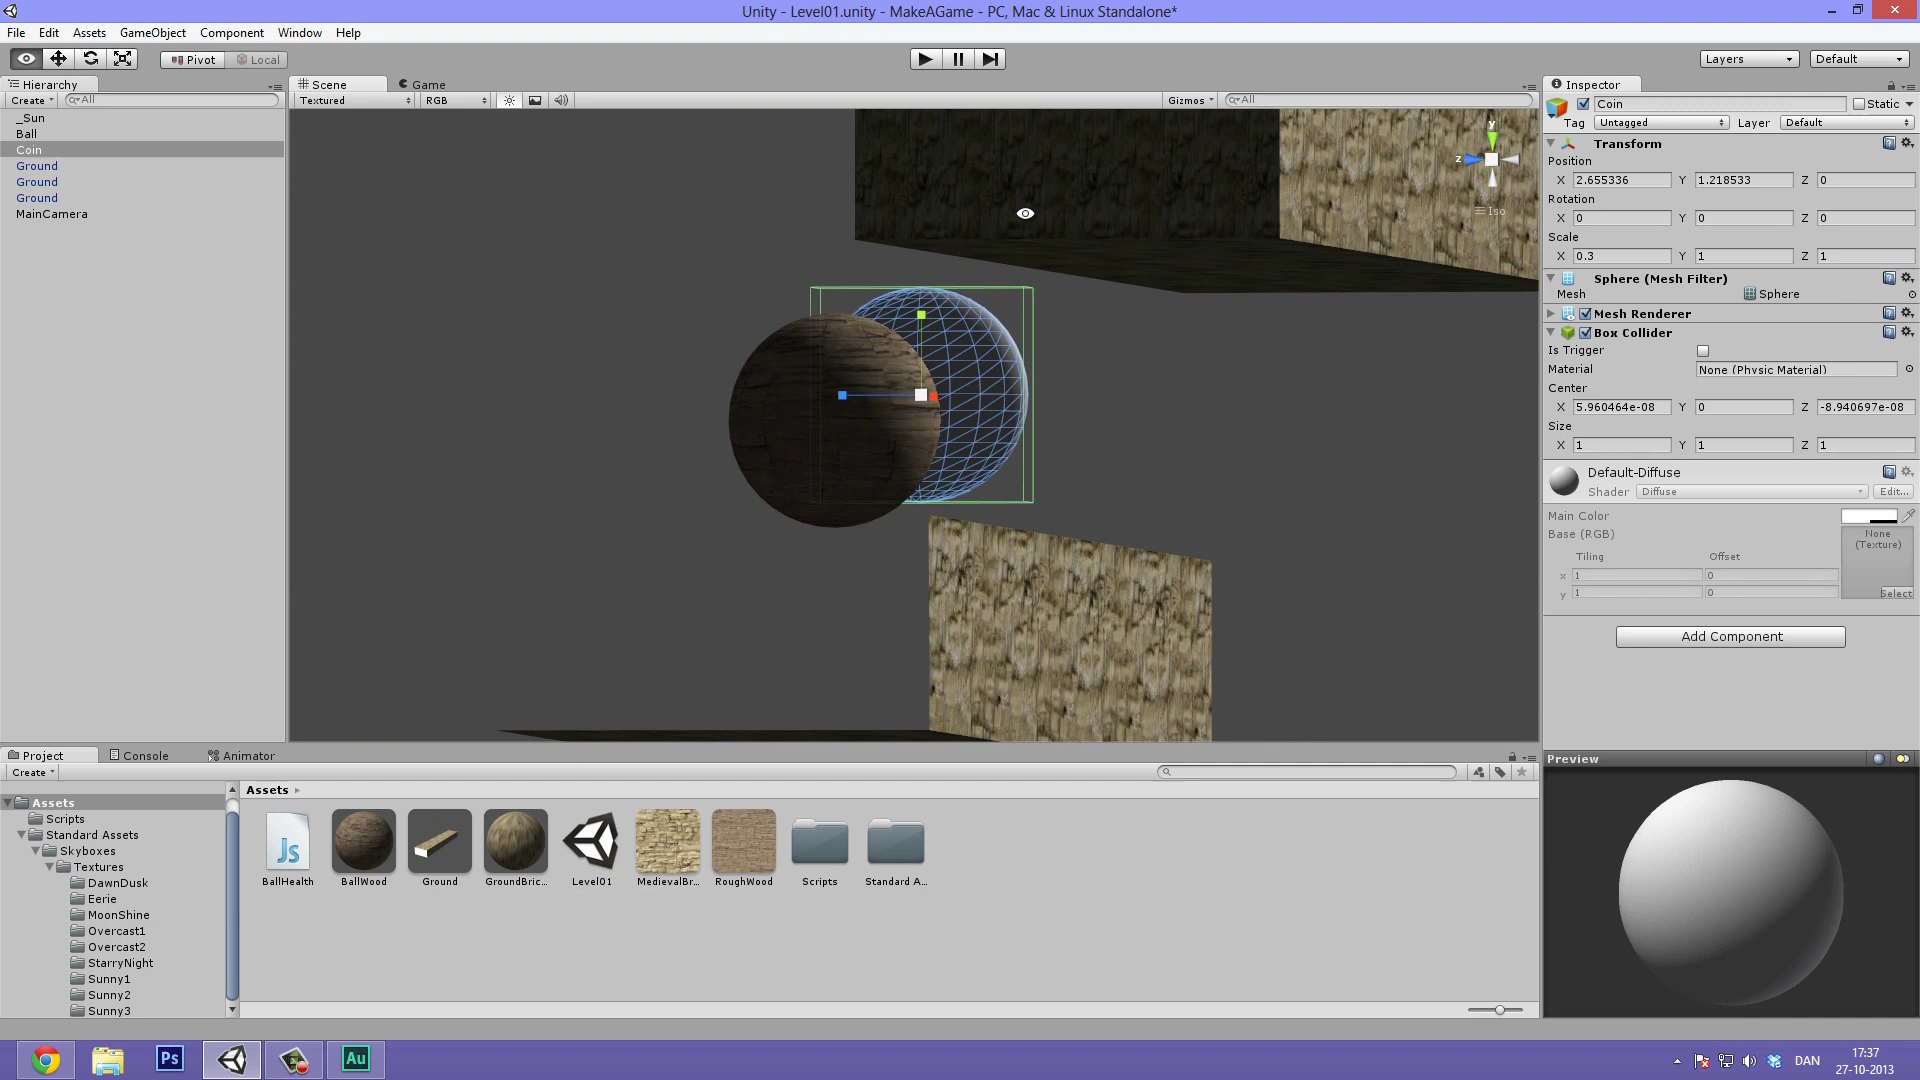 Unity - Level01.unity - MakeAGame - PC, Mac & Linux Standalone*
File Edit Assets GameObject Component Window Help
Pivot Local
Layers Default
Hierarchy
Create All
_Sun
Ball
Coin
Ground
Ground
Ground
MainCamera
Scene Game
Textured RGB Gizmos All
y
z
Iso
Inspector
Coin Static
Tag Untagged Layer Default
Transform
Position
X 2.655336 Y 1.218533 Z 0
Rotation
X 0 Y 0 Z 0
Scale
X 0.3 Y 1 Z 1
Sphere (Mesh Filter)
Mesh Sphere
Mesh Renderer
Box Collider
Is Trigger
Material None (Physic Material)
Center
X 5.960464e-08 Y 0 Z -8.940697e-08
Size
X 1 Y 1 Z 1
Default-Diffuse
Shader Diffuse Edit...
Main Color
Base (RGB)
None
(Texture)
Tiling Offset
x 1 0
y 1 0
Select
Add Component
Preview
Project Console Animator
Create
Assets
Scripts
Standard Assets
Skyboxes
Textures
DawnDusk
Eerie
MoonShine
Overcast1
Overcast2
StarryNight
Sunny1
Sunny2
Sunny3
Assets
Js
BallHealth BallWood Ground GroundBric... Level01 MedievalBr... RoughWood Scripts Standard A...
Ps Au
DAN
17:37
27-10-2013